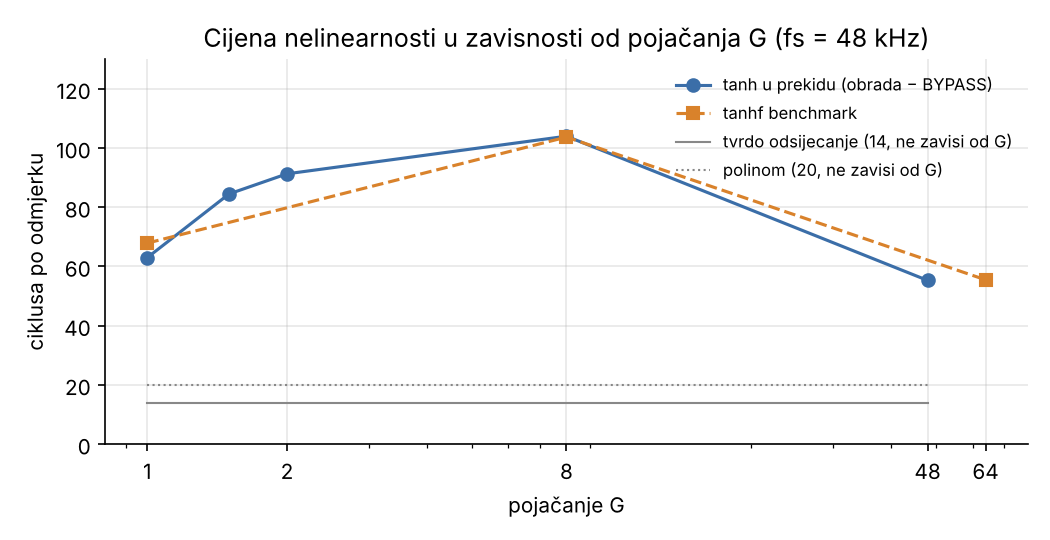 Cijena nelinearnosti u zavisnosti od pojačanja G (fs = 48 kHz)
tanh u prekidu (obrada − BYPASS)
tanhf benchmark
tvrdo odsijecanje (14, ne zavisi od G)
polinom (20, ne zavisi od G)
ciklusa po odmjerku
120
100
80
60
40
20
0
1 2 8 48 64
pojačanje G